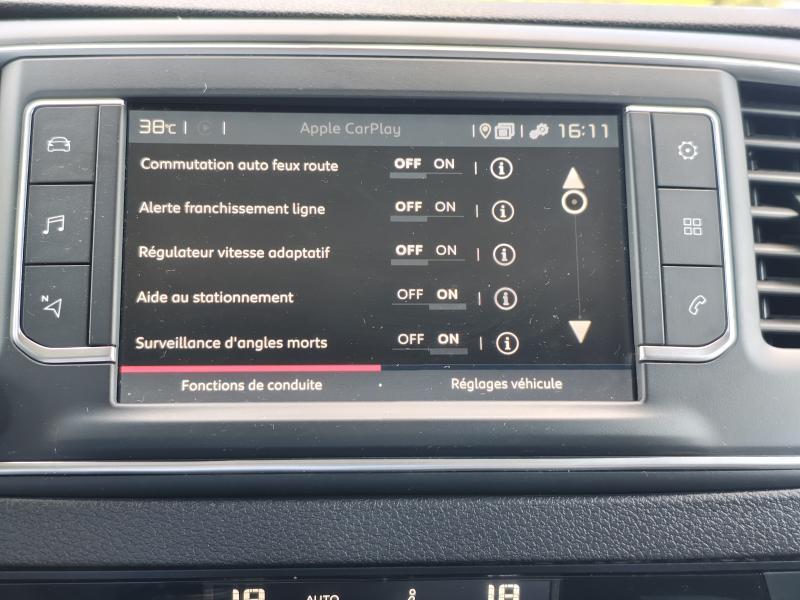 38°C Apple CarPlay 16:11
Commutation auto feux route OFF ON i
Alerte franchissement ligne OFF ON i
Régulateur vitesse adaptatif OFF ON i
Aide au stationnement OFF ON i
Surveillance d'angles morts OFF ON i
Fonctions de conduite Réglages véhicule
N
AUTO